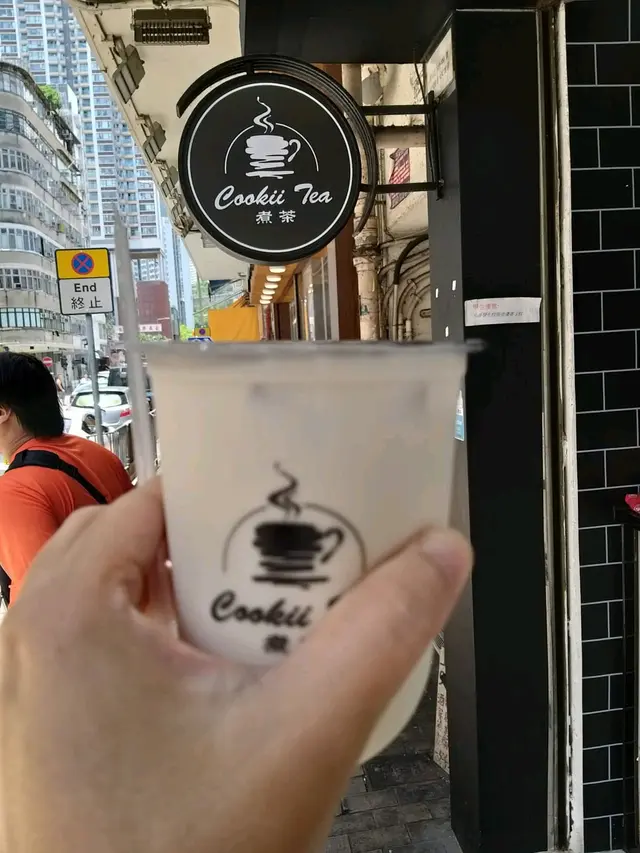 Cookii Tea
煮茶
End
終止
Cookii